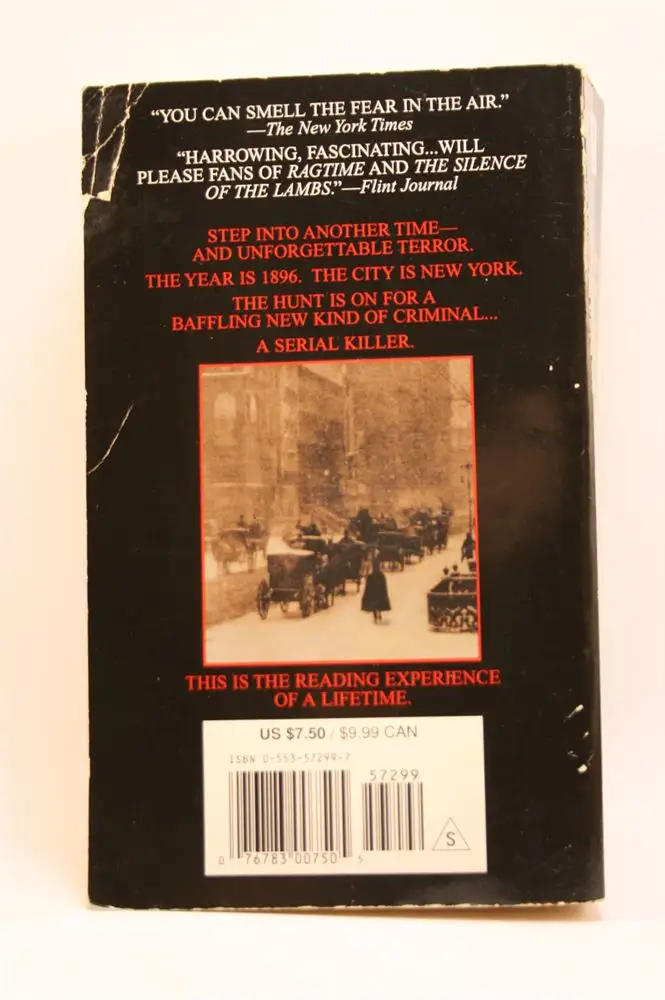 “YOU CAN SMELL THE FEAR IN THE AIR.”
—The New York Times
“HARROWING, FASCINATING...WILL
PLEASE FANS OF RAGTIME AND THE SILENCE
OF THE LAMBS.”—Flint Journal
STEP INTO ANOTHER TIME—
AND UNFORGETTABLE TERROR.
THE YEAR IS 1896. THE CITY IS NEW YORK.
THE HUNT IS ON FOR A
BAFFLING NEW KIND OF CRIMINAL...
A SERIAL KILLER.
THIS IS THE READING EXPERIENCE
OF A LIFETIME.
US $7.50 / $9.99 CAN
ISBN 0-553-57299-7
57299
S
0 76783 00750 5